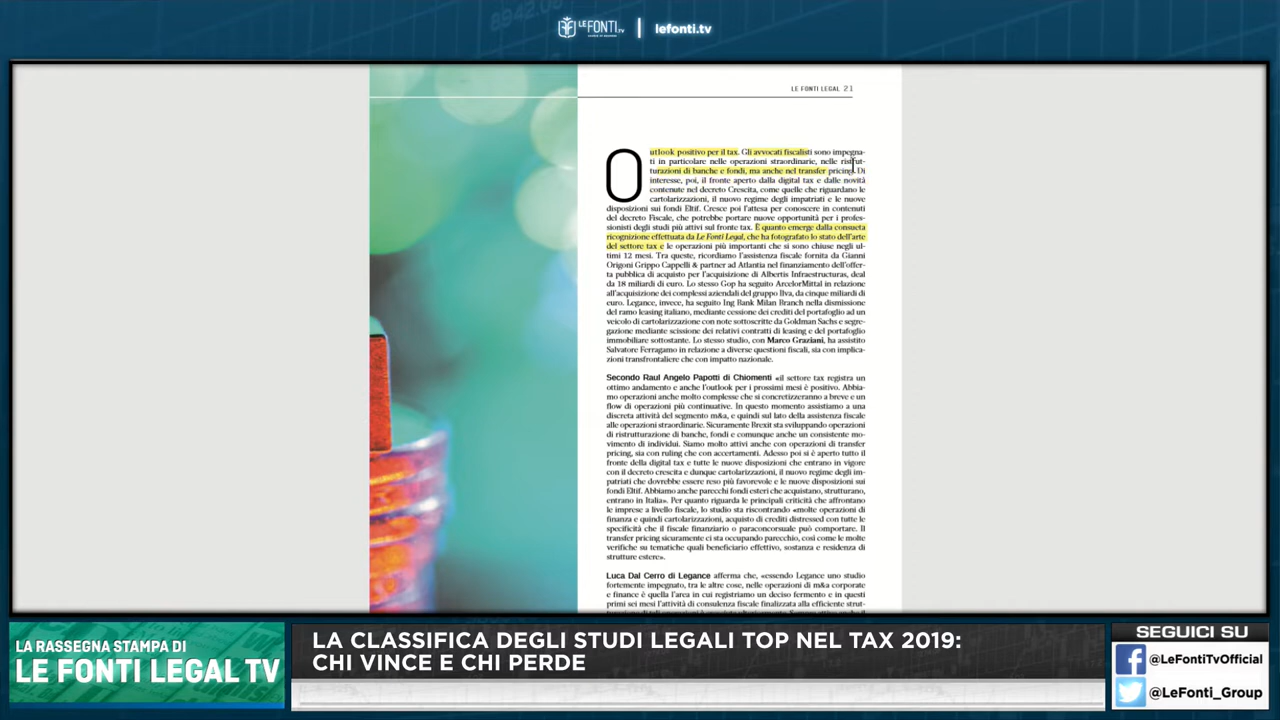 LE FONTI.TV
lefonti.tv
LE FONTI LEGAL 21
Outlook positivo per il tax. Gli avvocati fiscalisti sono impegna-
ti in particolare nelle operazioni straordinarie, nelle ristrut-
turazioni di banche e fondi, ma anche nel transfer pricing. Di
interesse, poi, il fronte aperto dalla digital tax e dalle novità
contenute nel decreto Crescita, come quelle che riguardano le
cartolarizzazioni, il nuovo regime degli impatriati e le nuove
disposizioni sui fondi Eltif. Cresce poi l'attesa per conoscere in contenuti
del decreto Fiscale, che potrebbe portare nuove opportunità per i profes-
sionisti degli studi più attivi sul fronte tax. È quanto emerge dalla consueta
ricognizione effettuata da Le Fonti Legal, che ha fotografato lo stato dell'arte
del settore tax e le operazioni più importanti che si sono chiuse negli ul-
timi 12 mesi. Tra queste, ricordiamo l'assistenza fiscale fornita da Gianni
Origoni Grippo Cappelli & partner ad Atlantia nel finanziamento dell'offer-
ta pubblica di acquisto per l'acquisizione di Albertis Infrastructures, deal
da 18 miliardi di euro. Lo stesso Gop ha seguito ArcelorMittal in relazione
all'acquisizione dei complessi aziendali del gruppo Ilva, da cinque miliardi di
euro. Legance, invece, ha seguito Ing Bank Milan Branch nella dismissione
del ramo leasing italiano, mediante cessione dei crediti del portafoglio ad un
veicolo di cartolarizzazione con note sottoscritte da Goldman Sachs e segre-
gazione mediante scissione dei relativi contratti di leasing e del portafoglio
immobiliare sottostante. Lo stesso studio, con Marco Graziani, ha assistito
Salvatore Ferragamo in relazione a diverse questioni fiscali, sia con implica-
zioni transfrontaliere che con impatto nazionale.
Secondo Raul Angelo Papotti di Chiomenti «il settore tax registra un
ottimo andamento e anche l'outlook per i prossimi mesi è positivo. Abbia-
mo operazioni anche molto complesse che si concretizzeranno a breve e un
flow di operazioni più continuative. In questo momento assistiamo a una
discreta attività del segmento m&a, e quindi sul lato della assistenza fiscale
alle operazioni straordinarie. Sicuramente Brexit sta sviluppando operazioni
di ristrutturazione di banche, fondi e comunque anche un consistente mo-
vimento di individui. Siamo molto attivi anche con operazioni di transfer
pricing, sia con ruling che con accertamenti. Adesso poi si è aperto tutto il
fronte della digital tax e tutte le nuove disposizioni che entrano in vigore
con il decreto crescita e dunque cartolarizzazioni, il nuovo regime degli im-
patriati che dovrebbe essere reso più favorevole e le nuove disposizioni sui
fondi Eltif. Abbiamo anche parecchi fondi esteri che acquistano, strutturano,
entrano in Italia». Per quanto riguarda le principali criticità che affrontano
le imprese a livello fiscale, lo studio sta riscontrando «molte operazioni di
finanza e quindi cartolarizzazioni, acquisto di crediti distressed con tutte le
specificità che il fiscale finanziario o paraconcorsuale può comportare. Il
transfer pricing sicuramente ci sta occupando parecchio, così come le molte
verifiche su tematiche quali beneficiario effettivo, sostanza e residenza di
strutture estere».
Luca Dal Cerro di Legance afferma che, «essendo Legance uno studio
fortemente impegnato, tra le altre cose, nelle operazioni di m&a corporate
e finance è quella l'area in cui registriamo un deciso fermento e in questi
primi sei mesi l'attività di consulenza fiscale finalizzata alla efficiente strut-
LA RASSEGNA STAMPA DI
LE FONTI LEGAL TV
LA CLASSIFICA DEGLI STUDI LEGALI TOP NEL TAX 2019:
CHI VINCE E CHI PERDE
SEGUICI SU
@LeFontiTvOfficial
@LeFonti_Group